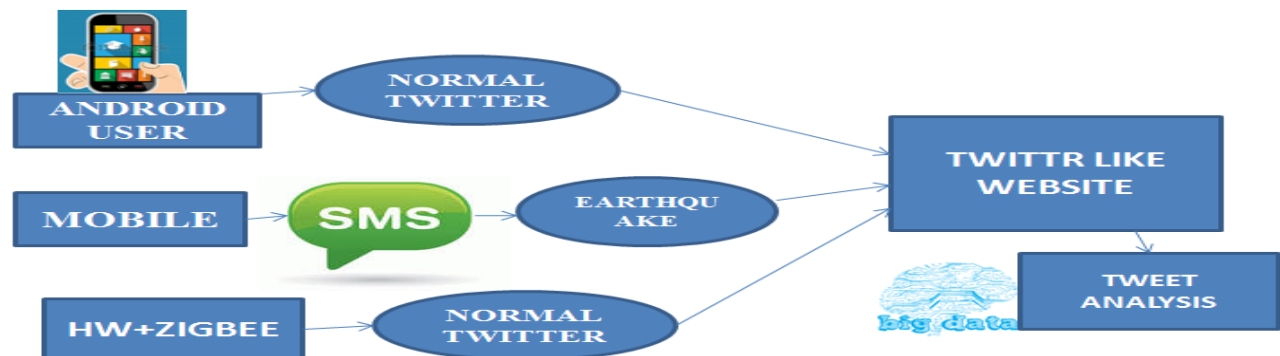 ANDROID
USER
NORMAL
TWITTER
TWITTR LIKE
WEBSITE
MOBILE
SMS
EARTHQU
AKE
HW+ZIGBEE
NORMAL
TWITTER
big data
TWEET
ANALYSIS